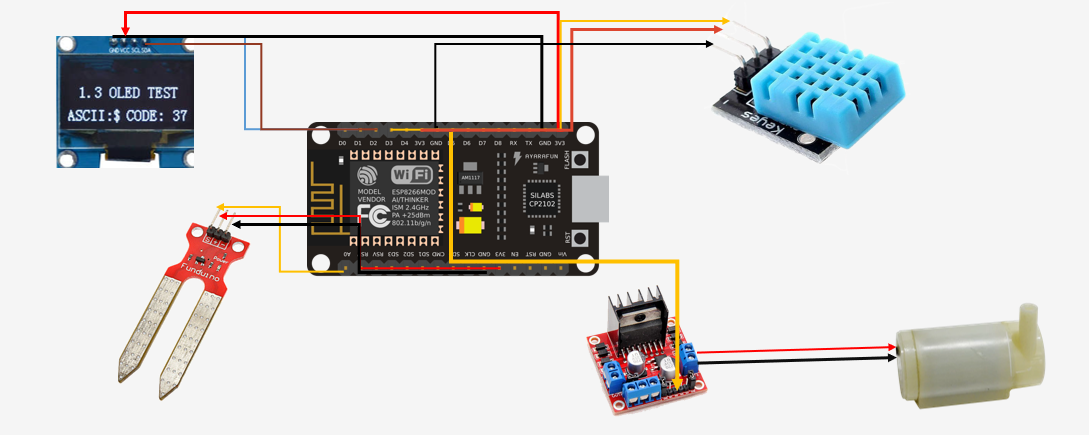 GND VCC SCL SDA
1.3 OLED TEST
ASCII:$ CODE: 37
Keyes
D0 D1 D2 D3 D4 3V3 GND D5 D6 D7 D8 RX TX GND 3V3
WiFi
MODEL
VENDOR
ESP8266MOD
AI/THINKER
ISM 2.4GHz
PA +25dBm
802.11b/g/n
FC
AM1117
AYARAFUN
SILABS
CP2102
FLASH
RST
A0 RSV RSV SD3 SD2 SD1 CMD SD0 CLK GND 3V3 EN RST GND Vin
Power
Funduino